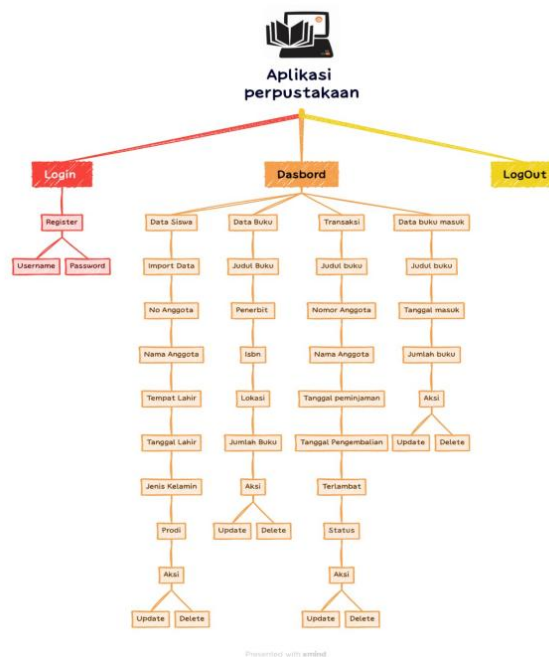 Aplikasi
perpustakaan
Login
Dasbord
LogOut
Register
Username
Password
Data Siswa
Import Data
No Anggota
Nama Anggota
Tempat Lahir
Tanggal Lahir
Jenis Kelamin
Prodi
Aksi
Update
Delete
Data Buku
Judul Buku
Penerbit
Isbn
Lokasi
Jumlah Buku
Aksi
Update
Delete
Transaksi
Judul buku
Nomor Anggota
Nama Anggota
Tanggal peminjaman
Tanggal Pengembalian
Terlambat
Status
Aksi
Update
Delete
Data buku masuk
Judul buku
Tanggal masuk
Jumlah buku
Aksi
Update
Delete
Presented with xmind